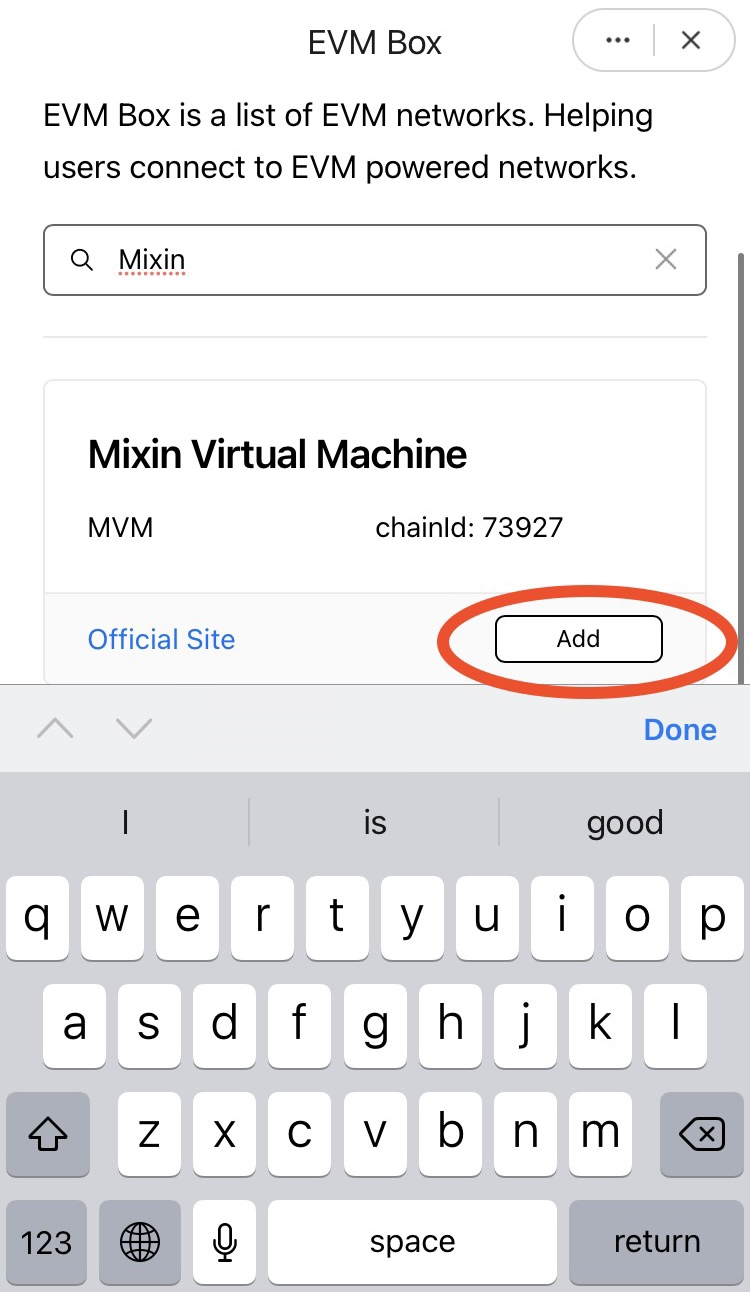 EVM Box
EVM Box is a list of EVM networks. Helping
users connect to EVM powered networks.
Mixin
Mixin Virtual Machine
MVM chainId: 73927
Official Site Add
Done
I is good
q w e r t y u i o p
a s d f g h j k l
z x c v b n m
123 space return